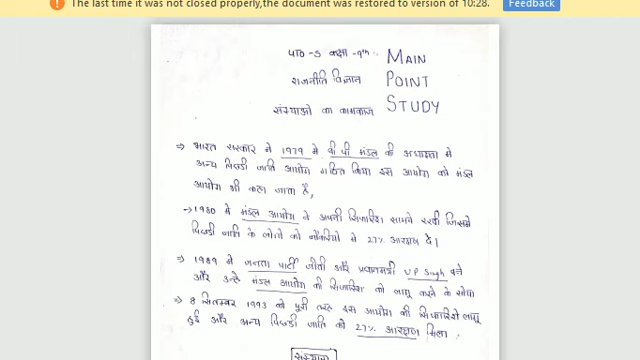 The last time it was not closed properly,the document was restored to version of 10:28. Feedback
पाठ -5 कक्षा -9th:- MAIN
राजनीति विज्ञान POINT
संस्थाओं का कामकाज STUDY
⇒ भारत सरकार ने 1979 में बी पी मंडल की अध्यक्षता में
अन्य पिछड़ी जाति आयोग गठित किया इस आयोग को मंडल
आयोग भी कहा जाता है,
→ 1980 में मंडल आयोग ने अपनी सिफारिश सामने रखी जिसमें
पिछड़ी जाति के लोगों को नौकरियों में 27% आरक्षण दें।
⇒ 1989 में जनता पार्टी जीती और प्रधानमंत्री V P Singh बने
और उन्होंने मंडल आयोग की सिफारिश को लागू करने के
⇒ 8 सितम्बर 1993 को पूरी तरह इस आयोग की सिफारिशें लागू
हुई और अन्य पिछड़ी जाति को 27% आरक्षण मिला
संस्थान